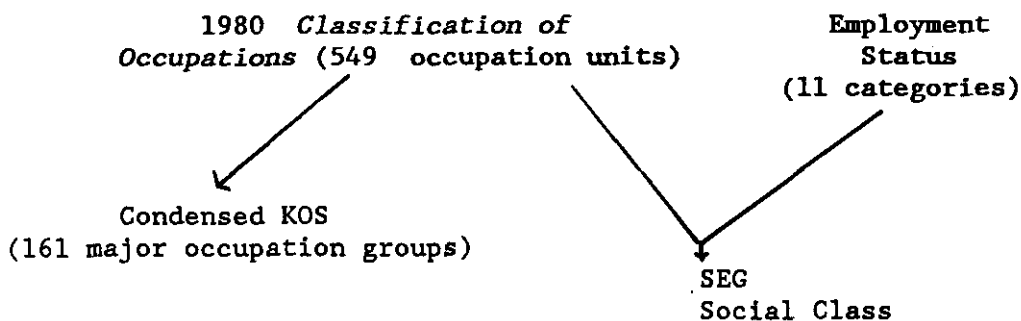 1980 Classification of
Occupations (549 occupation units)
Employment
Status
(11 categories)
Condensed KOS
(161 major occupation groups)
SEG
Social Class